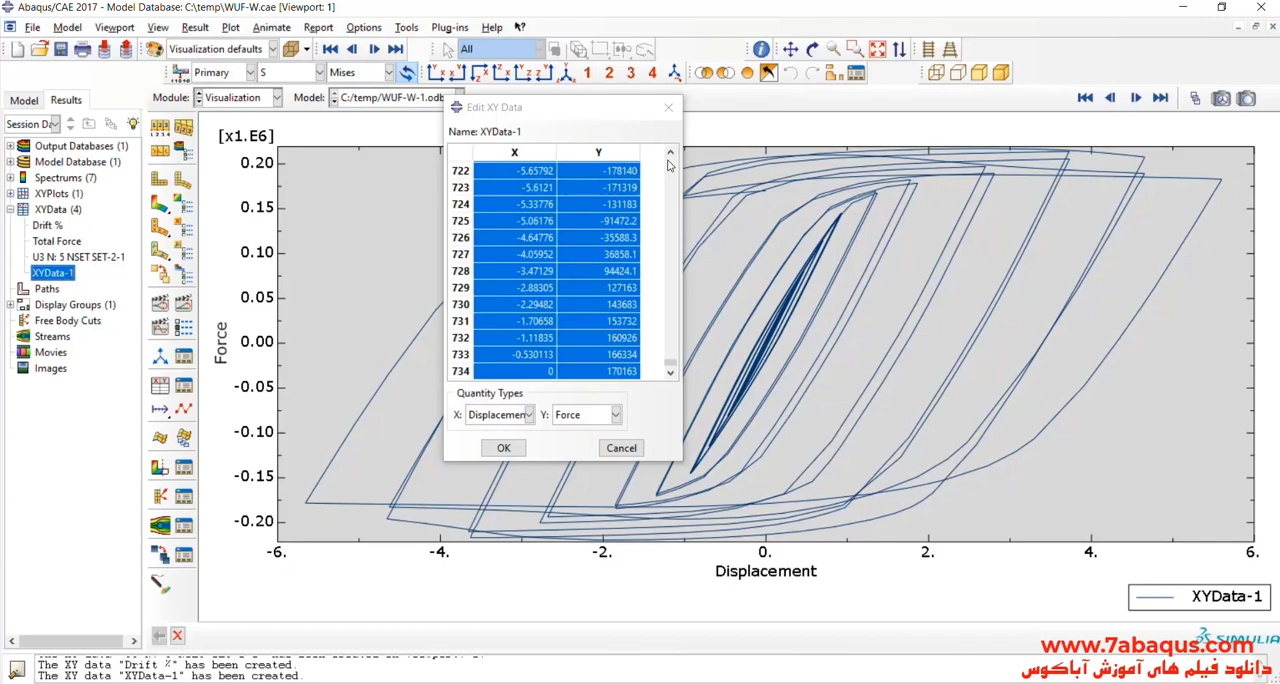 Abaqus/CAE 2017 - Model Database: C:\temp\WUF-W.cae [Viewport: 1]
File Model Viewport View Result Plot Animate Report Options Tools Plug-ins Help
Visualization defaults All
Primary S Mises 1 2 3 4
Model Results Module: Visualization Model: C:/temp/WUF-W-1.odb
Session Da
Output Databases (1)
Model Database (1)
Spectrums (7)
XYPlots (1)
XYData (4)
Drift %
Total Force
U3 N: 5 NSET SET-2-1
XYData-1
Paths
Display Groups (1)
Free Body Cuts
Streams
Movies
Images
Edit XY Data
Name: XYData-1
X Y
722 -5.65792 -178140
723 -5.6121 -171319
724 -5.33776 -131183
725 -5.06176 -91472.2
726 -4.64776 -35588.3
727 -4.05952 36858.1
728 -3.47129 94424.1
729 -2.88305 127163
730 -2.29482 143683
731 -1.70658 153732
732 -1.11835 160926
733 -0.530113 166334
734 0 170163
Quantity Types
X: Displacemen Y: Force
OK Cancel
[x1.E6]
0.20
0.15
0.10
0.05
0.00
-0.05
-0.10
-0.15
-0.20
Force
-6. -4. -2. 0. 2. 4. 6.
Displacement
XYData-1
SIMULIA
The XY data "Drift %" has been created.
The XY data "XYData-1" has been created.
www.7abaqus.com
دانلود فیلم های آموزش آباکوس